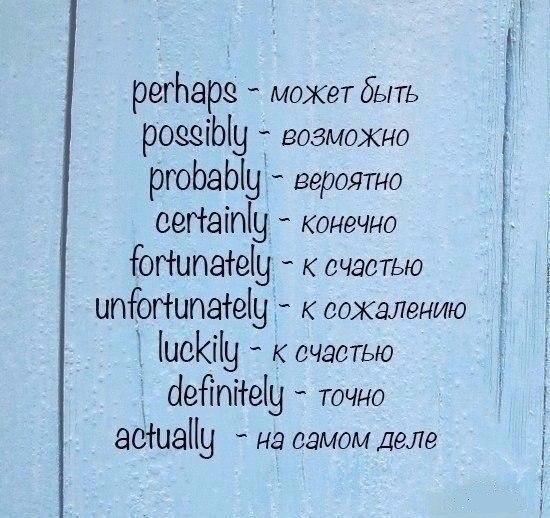 perhaps ~ может быть
possibly ~ возможно
probably ~ вероятно
certainly ~ конечно
fortunately ~ к счастью
unfortunately ~ к сожалению
luckily ~ к счастью
definitely ~ точно
actually ~ на самом деле